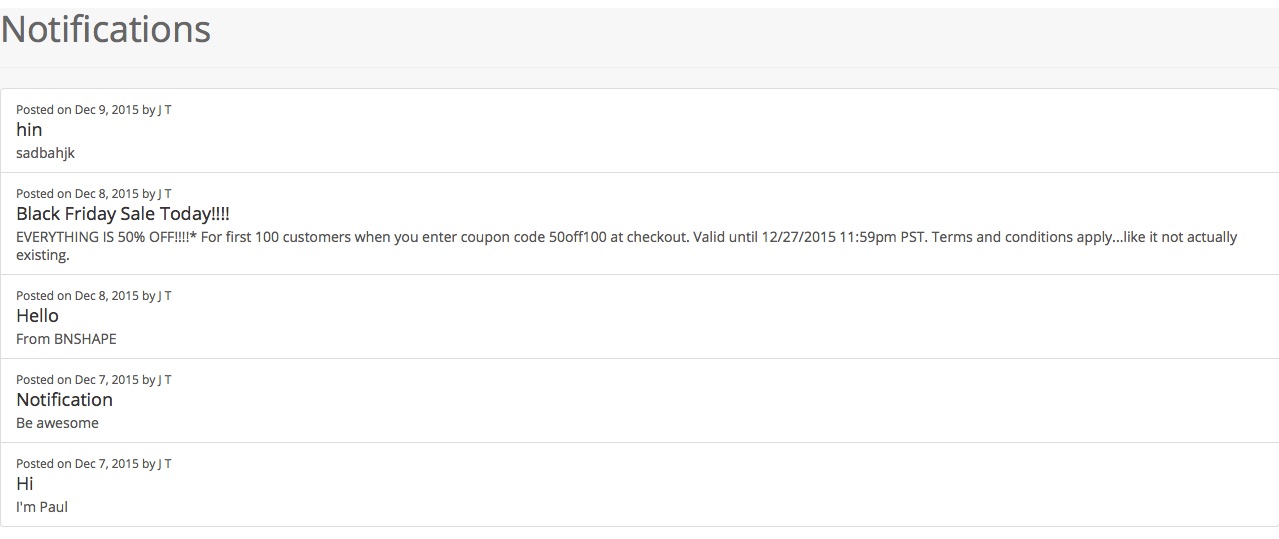 Notifications
Posted on Dec 9, 2015 by J T
hin
sadbahjk
Posted on Dec 8, 2015 by J T
Black Friday Sale Today!!!!
EVERYTHING IS 50% OFF!!!!* For first 100 customers when you enter coupon code 50off100 at checkout. Valid until 12/27/2015 11:59pm PST. Terms and conditions apply...like it not actually
existing.
Posted on Dec 8, 2015 by J T
Hello
From BNSHAPE
Posted on Dec 7, 2015 by J T
Notification
Be awesome
Posted on Dec 7, 2015 by J T
Hi
I'm Paul